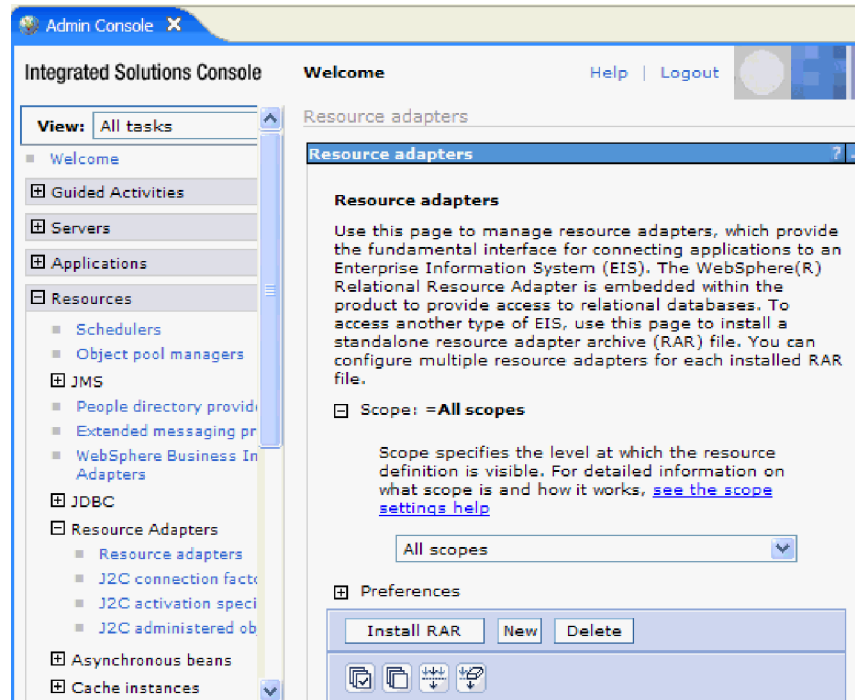 Admin Console
Integrated Solutions Console
Welcome
Help | Logout
View: All tasks
Welcome
Guided Activities
Servers
Applications
Resources
Schedulers
Object pool managers
JMS
People directory
Extended messaging
WebSphere Business
Adapters
JDBC
Resource Adapters
Resource adapters
J2C connection
J2C activation
J2C administered
Asynchronous beans
Cache instances
Resource adapters
Resource adapters
?
Resource adapters
Use this page to manage resource adapters, which provide
the fundamental interface for connecting applications to an
Enterprise Information System (EIS). The WebSphere(R)
Relational Resource Adapter is embedded within the
product to provide access to relational databases. To
access another type of EIS, use this page to install a
standalone resource adapter archive (RAR) file. You can
configure multiple resource adapters for each installed RAR
file.
Scope: =All scopes
Scope specifies the level at which the resource
definition is visible. For detailed information on
what scope is and how it works, see the scope
settings help
All scopes
Preferences
Install RAR
New
Delete